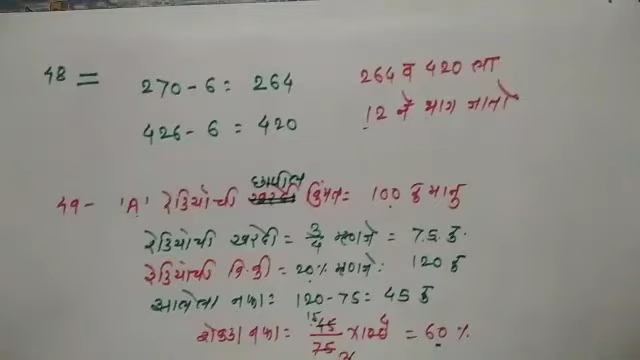 48 = 270 - 6 = 264
426 - 6 = 420
264 व 420 ला
12 ने भाग जातो
49 - 'A' रेडियोची छापील किंमत = 100 रु मानु
रेडियोची खरेदी = 3/4 म्हणजे = 75 रु.
रेडियोची विक्री = 20% म्हणजे = 120 रु
आलेला नफा = 120 - 75 = 45 रु
शेकडा नफा = 45/75 × 100 = 60 %